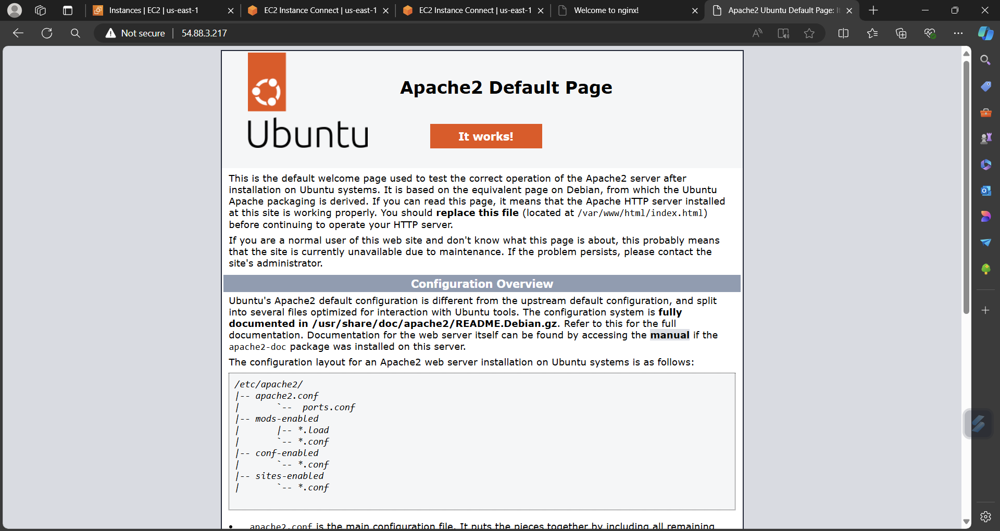 Instances | EC2 | us-east-1
EC2 Instance Connect | us-east-1
EC2 Instance Connect | us-east-1
Welcome to nginx!
Apache2 Ubuntu Default Page: It
Not secure
54.88.3.217
Apache2 Default Page
Ubuntu
It works!
This is the default welcome page used to test the correct operation of the Apache2 server after
installation on Ubuntu systems. It is based on the equivalent page on Debian, from which the Ubuntu
Apache packaging is derived. If you can read this page, it means that the Apache HTTP server installed
at this site is working properly. You should replace this file (located at /var/www/html/index.html)
before continuing to operate your HTTP server.
If you are a normal user of this web site and don't know what this page is about, this probably means
that the site is currently unavailable due to maintenance. If the problem persists, please contact the
site's administrator.
Configuration Overview
Ubuntu's Apache2 default configuration is different from the upstream default configuration, and split
into several files optimized for interaction with Ubuntu tools. The configuration system is fully
documented in /usr/share/doc/apache2/README.Debian.gz. Refer to this for the full
documentation. Documentation for the web server itself can be found by accessing the manual if the
apache2-doc package was installed on this server.
The configuration layout for an Apache2 web server installation on Ubuntu systems is as follows:
/etc/apache2/
|-- apache2.conf
|       `--  ports.conf
|-- mods-enabled
|       |-- *.load
|       `-- *.conf
|-- conf-enabled
|       `-- *.conf
|-- sites-enabled
|       `-- *.conf
• apache2.conf is the main configuration file. It puts the pieces together by including all remaining